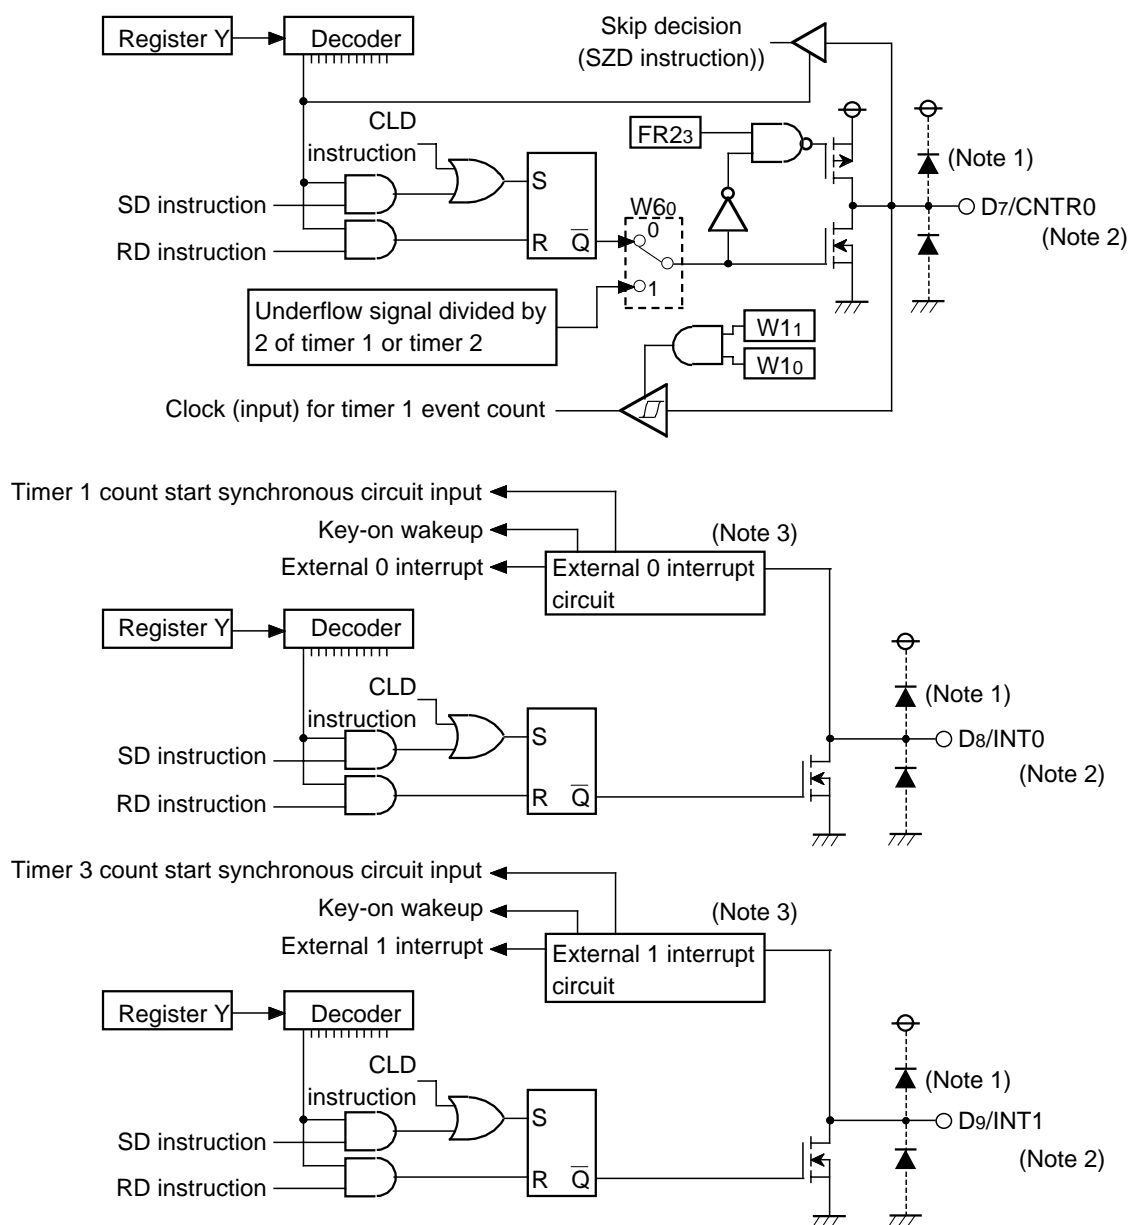 Register Y
Decoder
Skip decision
(SZD instruction))
CLD
instruction
SD instruction
RD instruction
S
R
Q
W60
0
1
FR23
(Note 1)
D7/CNTR0
(Note 2)
Underflow signal divided by
2 of timer 1 or timer 2
W11
W10
Clock (input) for timer 1 event count
Timer 1 count start synchronous circuit input
Key-on wakeup
External 0 interrupt
(Note 3)
External 0 interrupt
circuit
Register Y
Decoder
CLD
instruction
SD instruction
RD instruction
S
R
Q
(Note 1)
D8/INT0
(Note 2)
Timer 3 count start synchronous circuit input
Key-on wakeup
External 1 interrupt
(Note 3)
External 1 interrupt
circuit
Register Y
Decoder
CLD
instruction
SD instruction
RD instruction
S
R
Q
(Note 1)
D9/INT1
(Note 2)